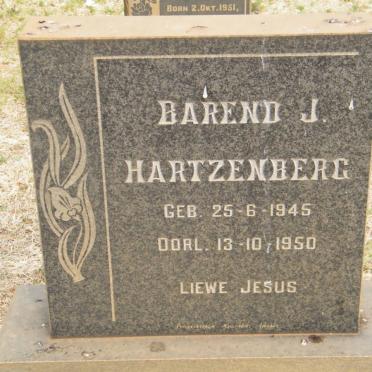 BORN 2. OKT. 1951,
BAREND J.
HARTZENBERG
GEB. 25-6-1945
OORL. 13-10-1950
LIEWE JESUS